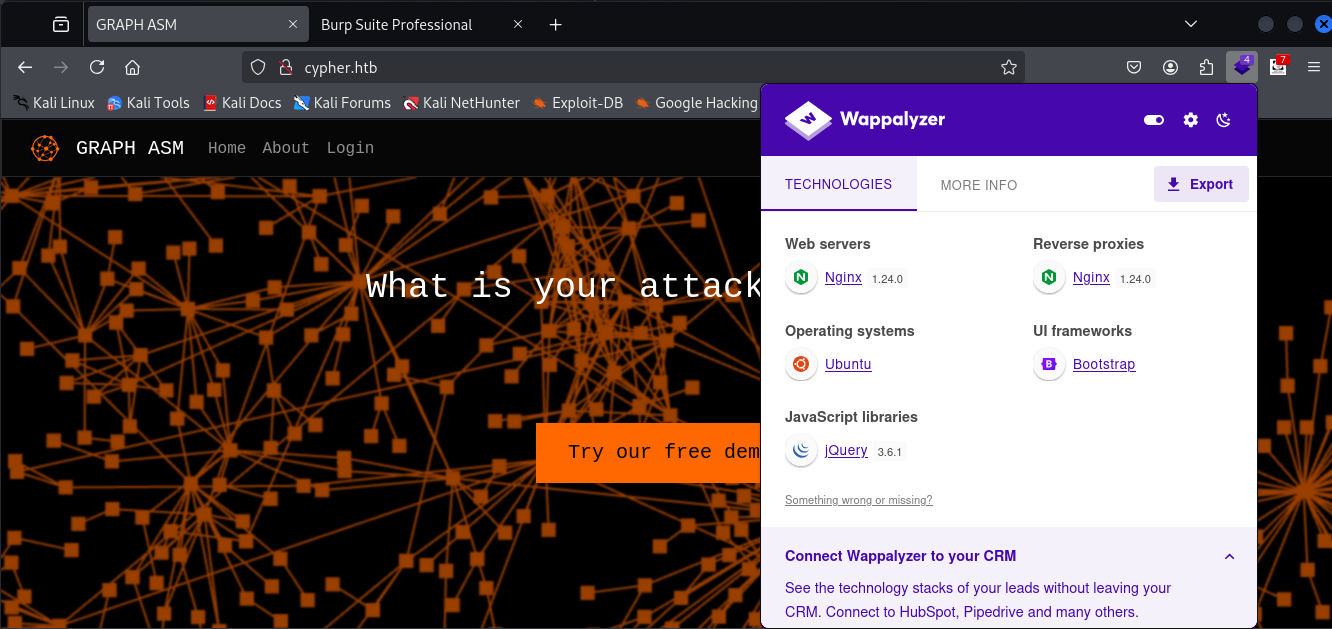 GRAPH ASM
Burp Suite Professional
cypher.htb
4
7
Kali Linux Kali Tools Kali Docs Kali Forums Kali NetHunter Exploit-DB Google Hacking
GRAPH ASM Home About Login
What is your attack
Try our free dem
Wappalyzer
TECHNOLOGIES MORE INFO Export
Web servers Reverse proxies
Nginx 1.24.0 Nginx 1.24.0
Operating systems UI frameworks
Ubuntu Bootstrap
JavaScript libraries
jQuery 3.6.1
Something wrong or missing?
Connect Wappalyzer to your CRM
See the technology stacks of your leads without leaving your
CRM. Connect to HubSpot, Pipedrive and many others.